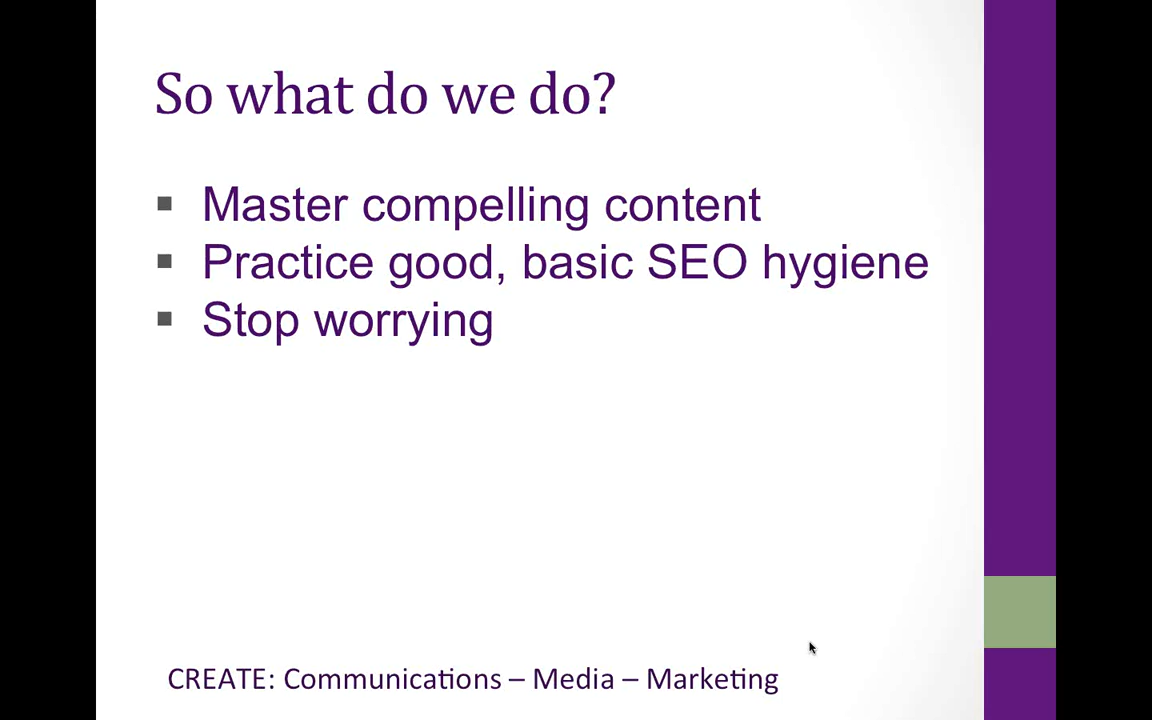 So what do we do?
▪ Master compelling content
▪ Practice good, basic SEO hygiene
▪ Stop worrying
CREATE: Communications – Media – Marketing